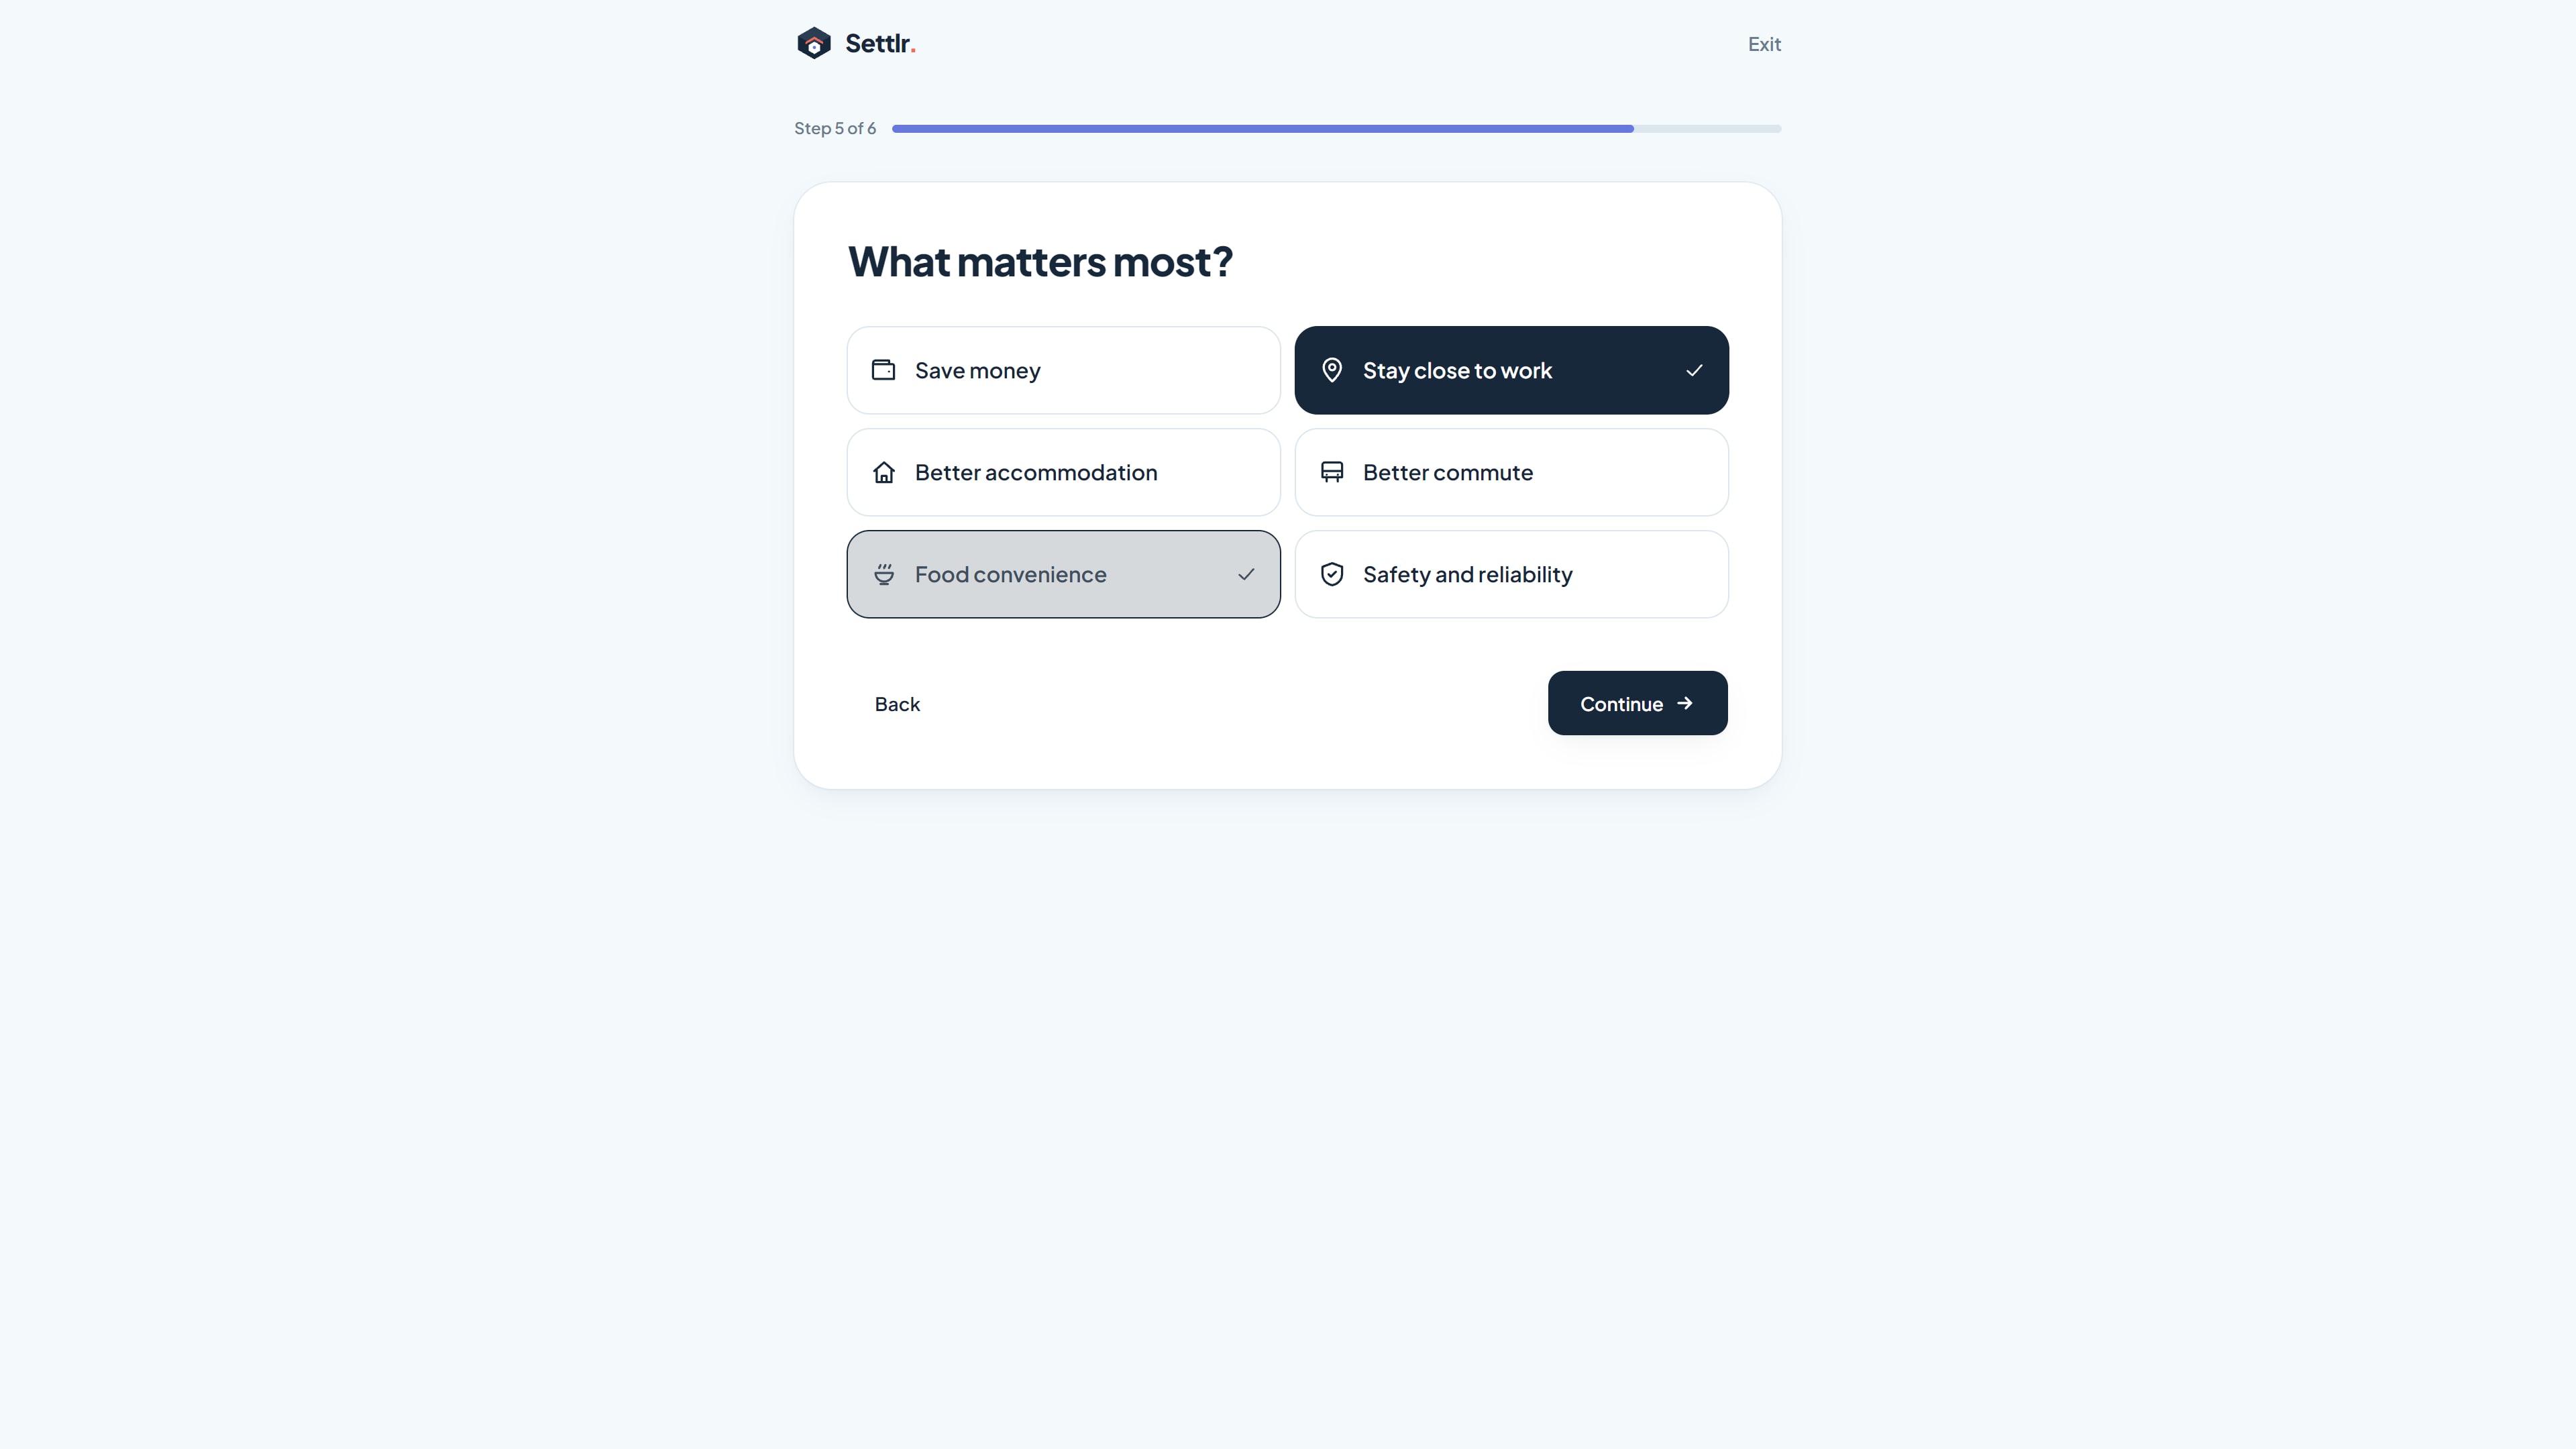 Settlr.
Exit
Step 5 of 6
What matters most?
Save money
Stay close to work
Better accommodation
Better commute
Food convenience
Safety and reliability
Back
Continue